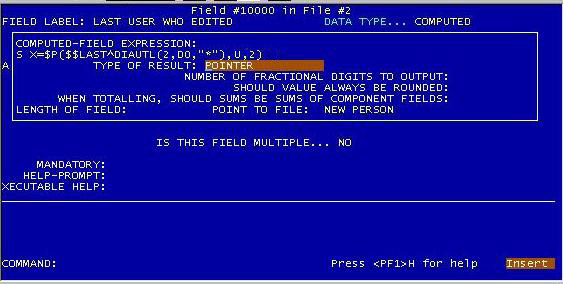 Field #10000 in File #2
FIELD LABEL: LAST USER WHO EDITED DATA TYPE... COMPUTED
COMPUTED-FIELD EXPRESSION:
S X=$P($$LAST^DIAUTL(2,D0,"*"),U,2)
A TYPE OF RESULT: POINTER
NUMBER OF FRACTIONAL DIGITS TO OUTPUT:
SHOULD VALUE ALWAYS BE ROUNDED:
WHEN TOTALLING, SHOULD SUMS BE SUMS OF COMPONENT FIELDS:
LENGTH OF FIELD: POINT TO FILE: NEW PERSON
IS THIS FIELD MULTIPLE... NO
MANDATORY:
HELP-PROMPT:
XECUTABLE HELP:
COMMAND: Press <PF1>H for help Insert